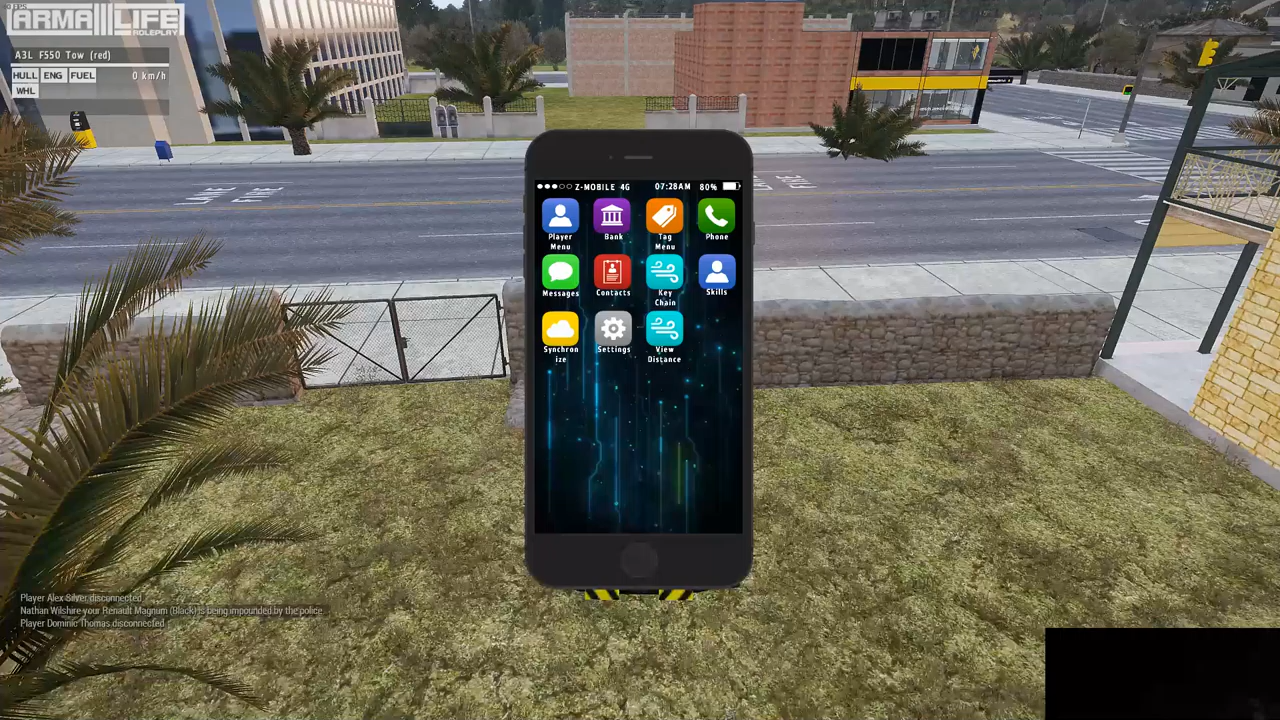 ARMA III LIFE
ROLEPLAY
A3L F550 Tow (red)
HULL ENG FUEL 0 km/h
WHL
Z-MOBILE 4G 07:28AM 80%
Player Menu
Bank
Tag Menu
Phone
Messages
Contacts
Key Chain
Skills
Synchron
ize
Settings
View Distance
LANE FIRE
Player Alex Silver disconnected
Nathan Wilshire your Renault Magnum (Black) is being impounded by the police.
Player Dominic Thomas disconnected